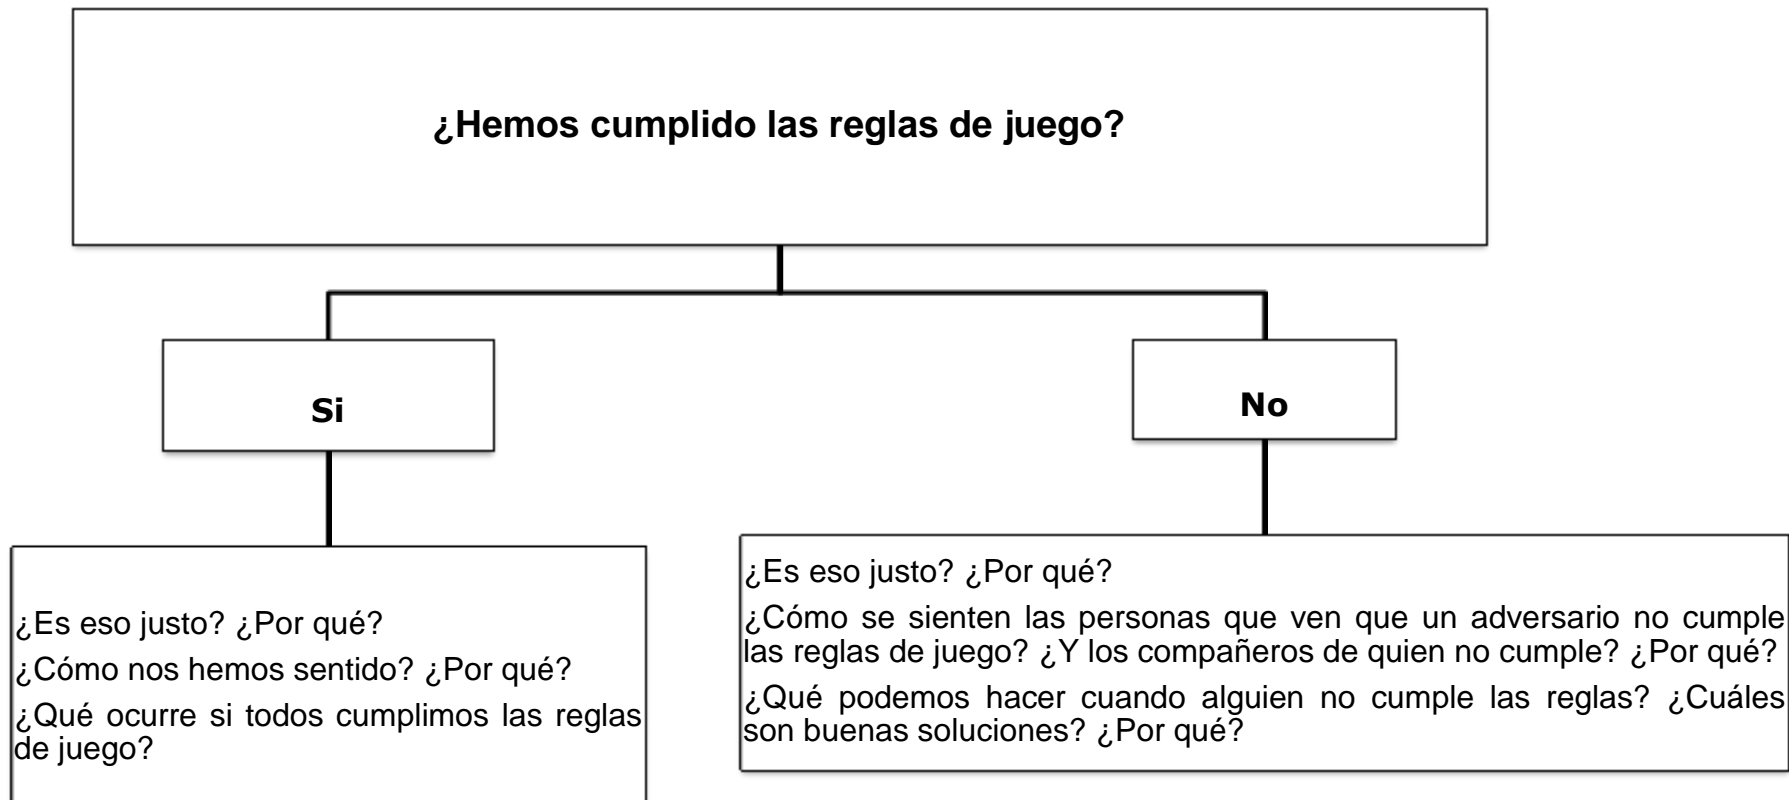 ¿Hemos cumplido las reglas de juego?
Si
No
¿Es eso justo? ¿Por qué?
¿Cómo nos hemos sentido? ¿Por qué?
¿Qué ocurre si todos cumplimos las reglas
de juego?
¿Es eso justo? ¿Por qué?
¿Cómo se sienten las personas que ven que un adversario no cumple
las reglas de juego? ¿Y los compañeros de quien no cumple? ¿Por qué?
¿Qué podemos hacer cuando alguien no cumple las reglas? ¿Cuáles
son buenas soluciones? ¿Por qué?